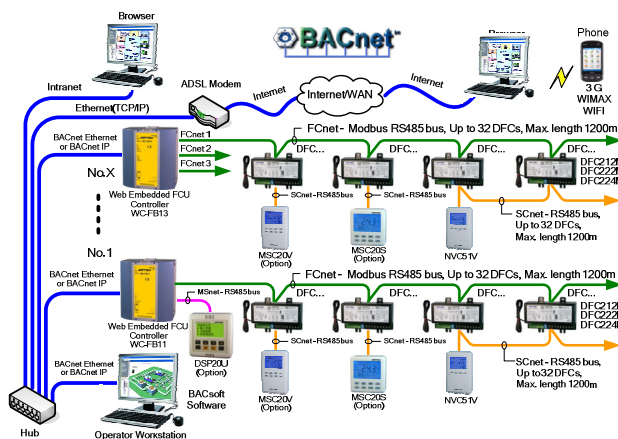 Browser
BACnet™
Browser
Phone
3 G
WIMAX
WIFI
ADSL Modem
Intranet
Internet
Internet/WAN
Internet
Ethernet(TCP/IP)
BACnet Ethernet
or BACnet IP
FCnet 1
FCnet 2
FCnet 3
FCnet - Modbus RS485 bus, Up to 32 DFCs, Max. length 1200m
DFC...
DFC...
DFC...
DFC212
DFC222
DFC224
No.X
Web Embedded FCU
Controller
WC-FB13
SCnet -RS485bus
SCnet -RS485bus
SCnet - RS485 bus,
Up to 32 DFCs,
Max. length 1200m
MSC20V
(Option)
MSC20S
(Option)
NVC51V
No.1
BACnet Ethernet
or BACnet IP
FCnet - Modbus RS485 bus, Up to 32 DFCs, Max. length 1200m
MSnet - RS485bus
DFC...
DFC...
DFC...
DFC212
DFC222
DFC224
Web Embedded FCU
Controller
WC-FB11
DSP20U
(Option)
SCnet -RS485bus
SCnet -RS485bus
SCnet - RS485 bus,
Up to32 DFCs,
Max. length 1200m
MSC20V
(Option)
MSC20S
(Option)
NVC51V
BACnet Ethernet
or BACnet IP
BACsoft
Software
Hub
Operator Workstation